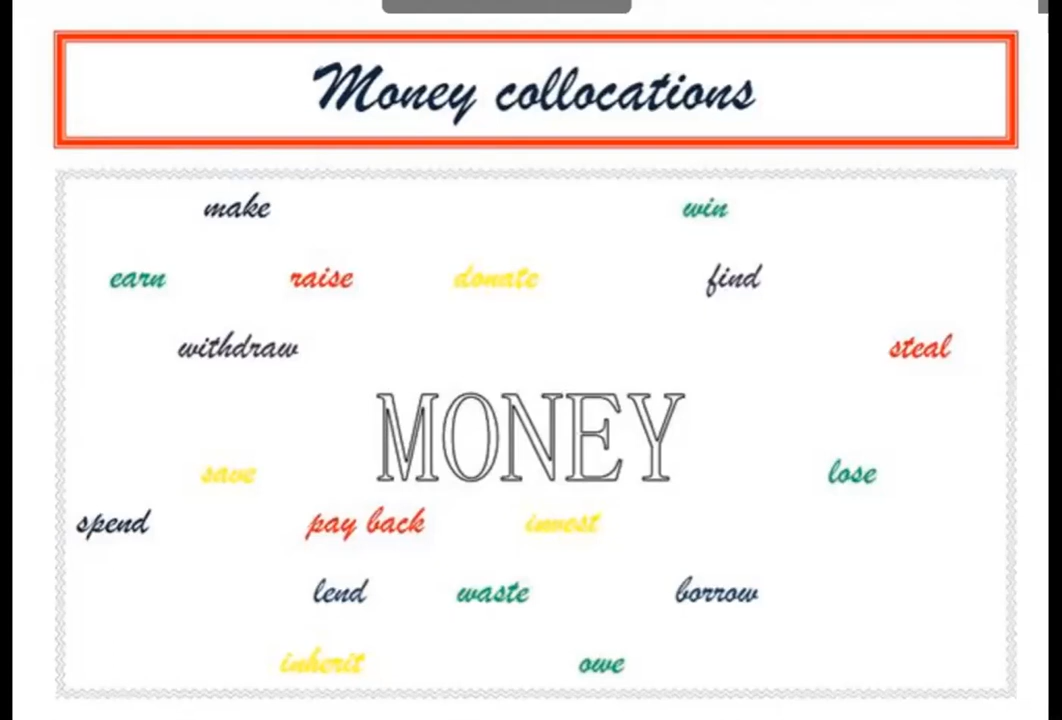 Money collocations
make win
earn raise donate find
withdraw steal
MONEY
save lose
spend pay back invest
lend waste borrow
inherit owe